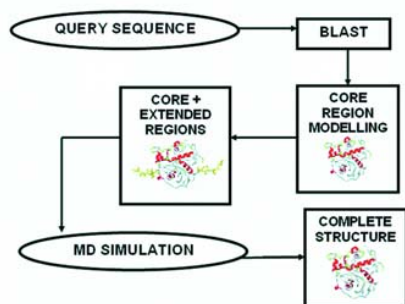 QUERY SEQUENCE
BLAST
CORE
REGION
MODELLING
CORE +
EXTENDED
REGIONS
MD SIMULATION
COMPLETE
STRUCTURE